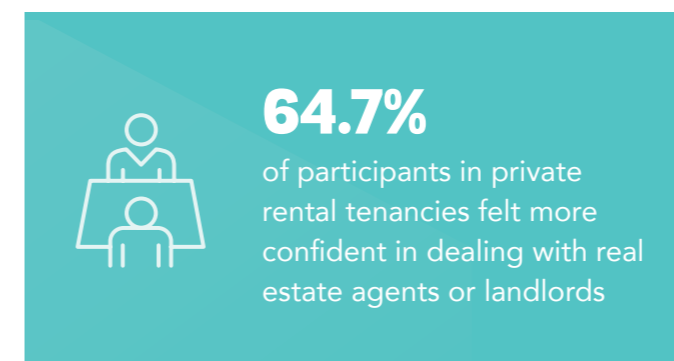 64.7%
of participants in private
rental tenancies felt more
confident in dealing with real
estate agents or landlords